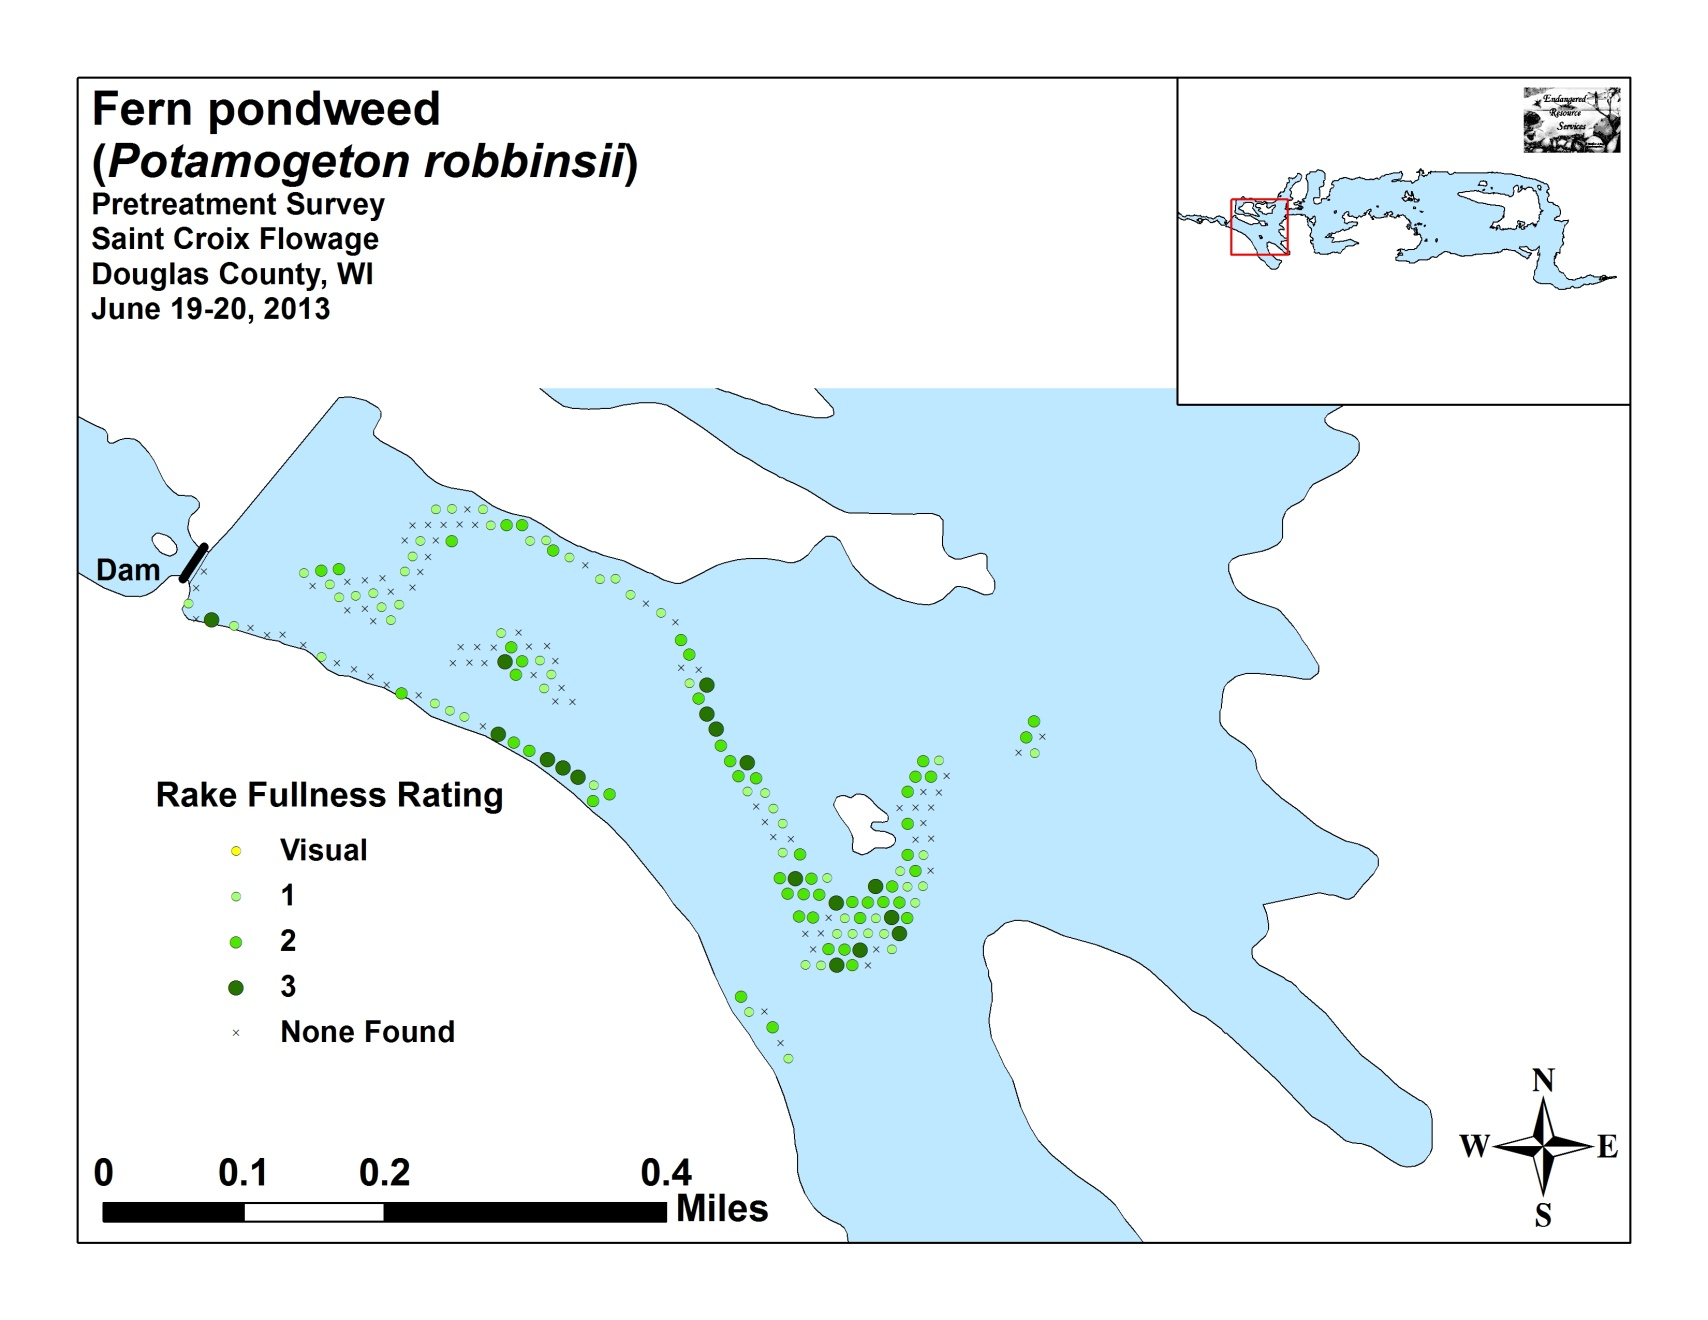 Fern pondweed
(Potamogeton robbinsii)
Pretreatment Survey
Saint Croix Flowage
Douglas County, WI
June 19-20, 2013
Endangered
Resource
Services
Dam
Rake Fullness Rating
Visual
1
2
3
None Found
0 0.1 0.2 0.4
Miles
N
W E
S